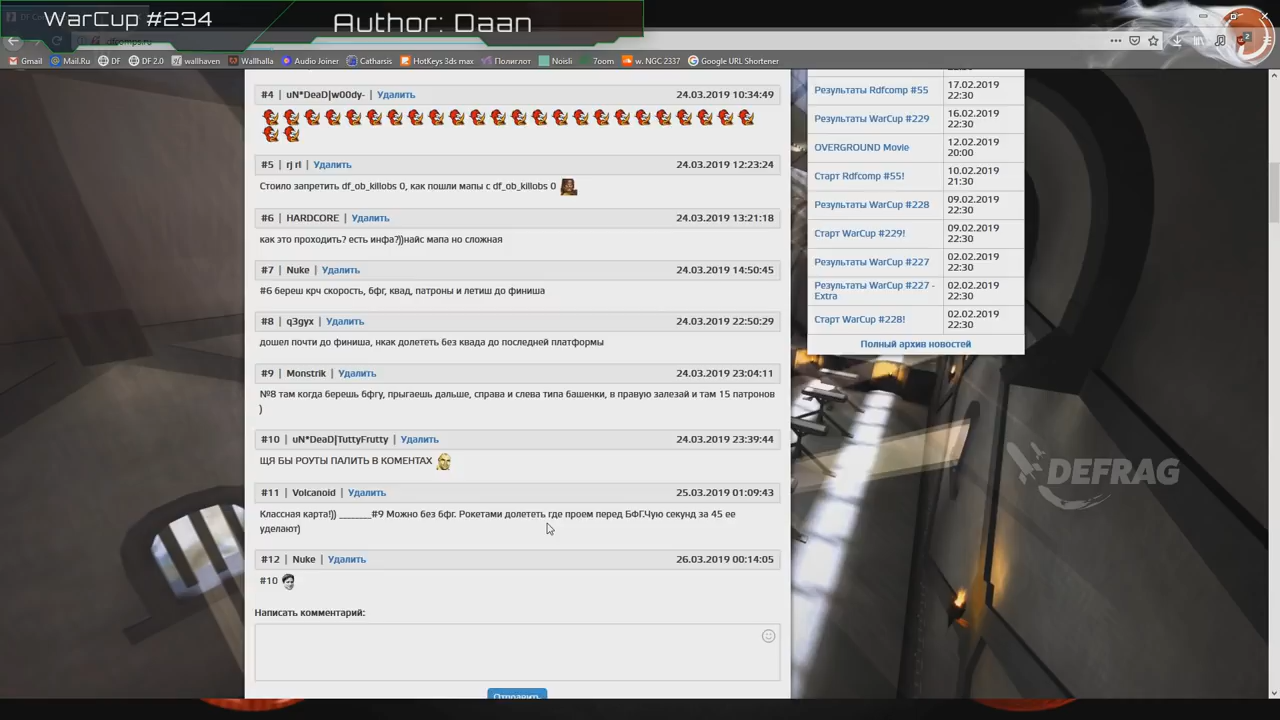 WarCup #234
Author: Daan
Gmail @Mail.Ru DF DF 2.0 wallhaven Wallhalla Audio Joiner Catharsis HotKeys 3ds max Полиглот Noisli 7oom w. NGC 2337 Google URL Shortener
#4 | uN*DeaD|w00dy- | Удалить 24.03.2019 10:34:49
#5 | rj rl | Удалить 24.03.2019 12:23:24
Стоило запретить df_ob_killobs 0, как пошли мапы с df_ob_killobs 0
#6 | HARDCORE | Удалить 24.03.2019 13:21:18
как это проходить? есть инфа?))найс мапа но сложная
#7 | Nuke | Удалить 24.03.2019 14:50:45
#6 береш крч скорость, бфг, квад, патроны и летиш до финиша
#8 | q3gyx | Удалить 24.03.2019 22:50:29
дошел почти до финиша, нкак долететь без квада до последней платформы
#9 | Monstrik | Удалить 24.03.2019 23:04:11
№8 там когда берешь бфгу, прыгаешь дальше, справа и слева типа башенки, в правую залезай и там 15 патронов
)
#10 | uN*DeaD|TuttyFrutty | Удалить 24.03.2019 23:39:44
ЩЯ БЫ РОУТЫ ПАЛИТЬ В КОМЕНТАХ
#11 | Volcanoid | Удалить 25.03.2019 01:09:43
Классная карта!)) _______#9 Можно без бфг. Рокетами долететь где проем перед БФГ.Чую секунд за 45 ее
уделают)
#12 | Nuke | Удалить 26.03.2019 00:14:05
#10
Написать комментарий:
Отправить
Результаты Rdfcomp #55 17.02.2019
22:30
Результаты WarCup #229 16.02.2019
22:30
OVERGROUND Movie 12.02.2019
20:00
Старт Rdfcomp #55! 10.02.2019
21:30
Результаты WarCup #228 09.02.2019
22:30
Старт WarCup #229! 09.02.2019
22:30
Результаты WarCup #227 02.02.2019
22:30
Результаты WarCup #227 - 02.02.2019
Extra 22:30
Старт WarCup #228! 02.02.2019
22:30
Полный архив новостей
DEFRAG